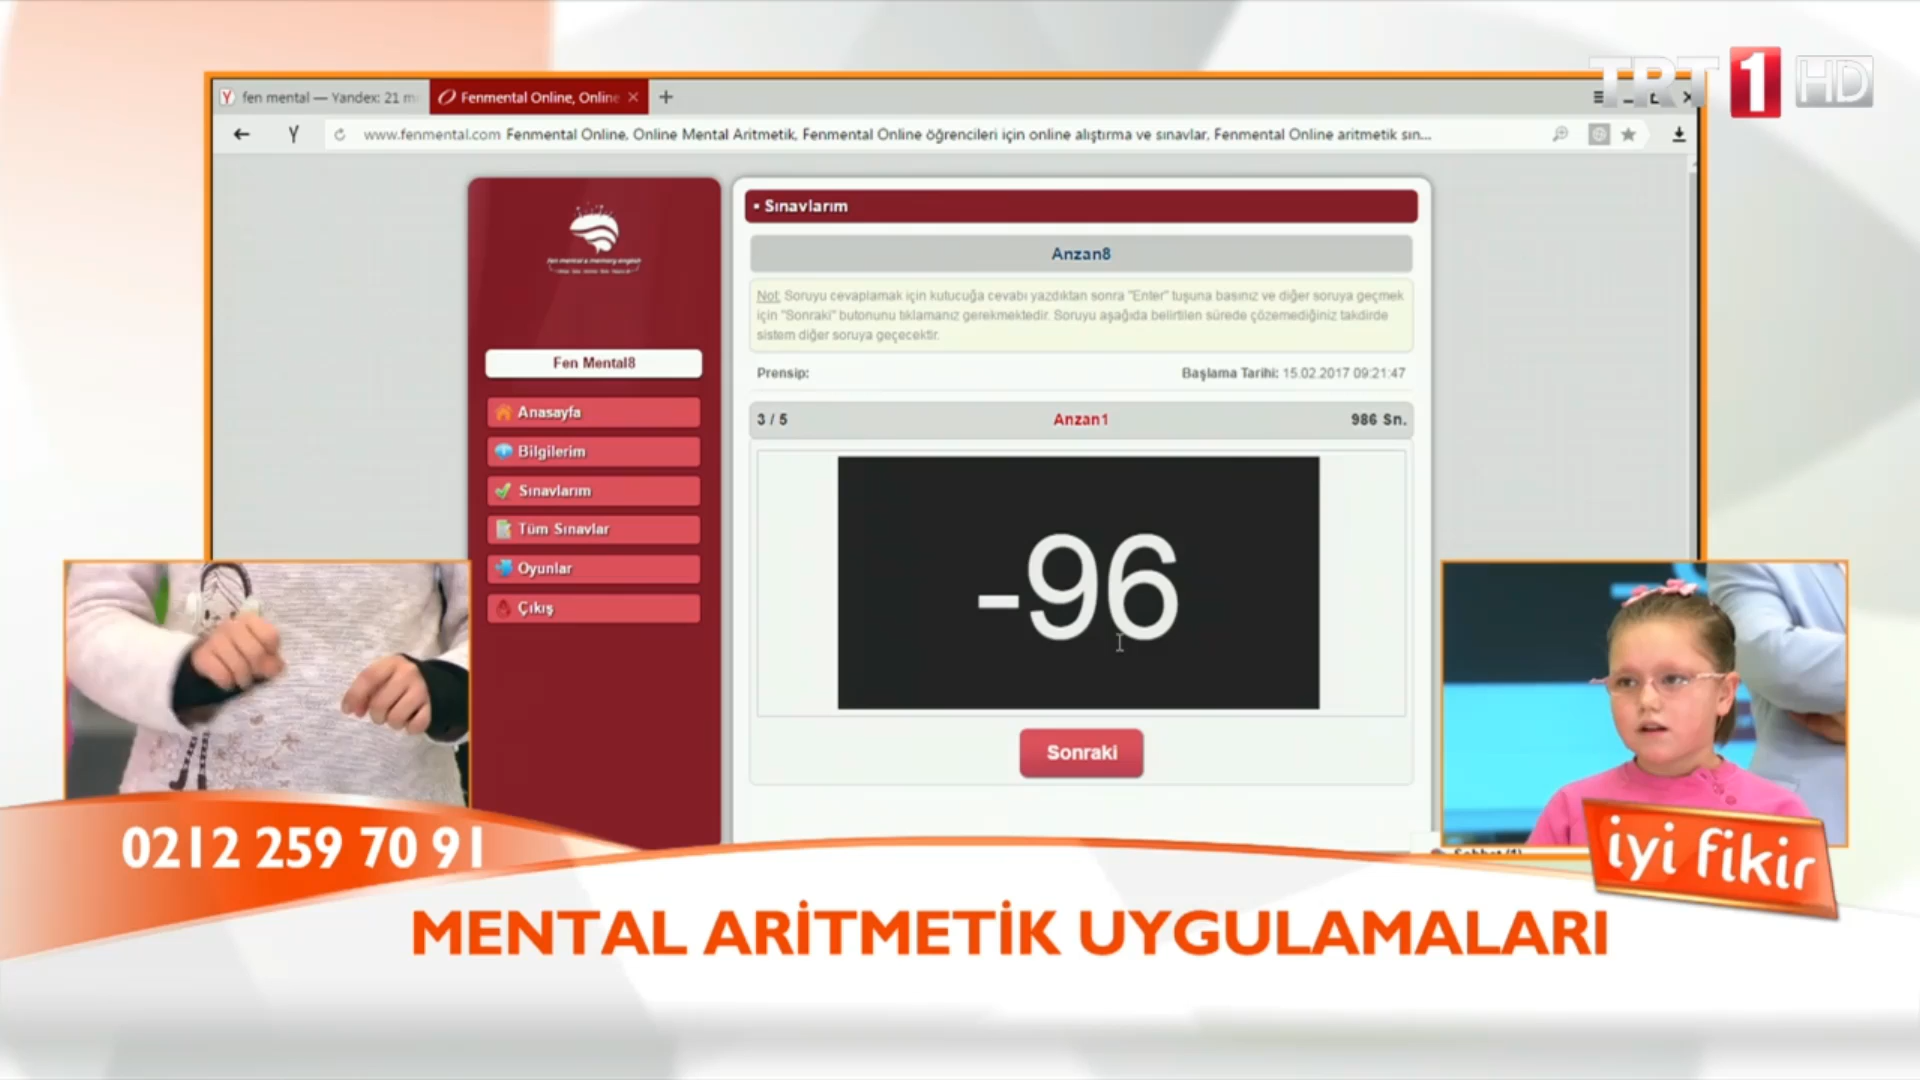 TRT 1 HD
fen mental — Yandex: 21 m
Fenmental Online, Online
www.fenmental.com Fenmental Online, Online Mental Aritmetik, Fenmental Online öğrencileri için online alıştırma ve sınavlar, Fenmental Online aritmetik sın...
fen mental & memory english
Fen Mental8
Anasayfa
Bilgilerim
Sınavlarım
Tüm Sınavlar
Oyunlar
Çıkış
▪ Sınavlarım
Anzan8
Not: Soruyu cevaplamak için kutucuğa cevabı yazdıktan sonra "Enter" tuşuna basınız ve diğer soruya geçmek
için "Sonraki" butonunu tıklamanız gerekmektedir. Soruyu aşağıda belirtilen sürede çözemediğiniz takdirde
sistem diğer soruya geçecektir.
Prensip: Başlama Tarihi: 15.02.2017 09:21:47
3 / 5 Anzan1 986 Sn.
-96
Sonraki
0212 259 70 91
iyi fikir
MENTAL ARİTMETİK UYGULAMALARI